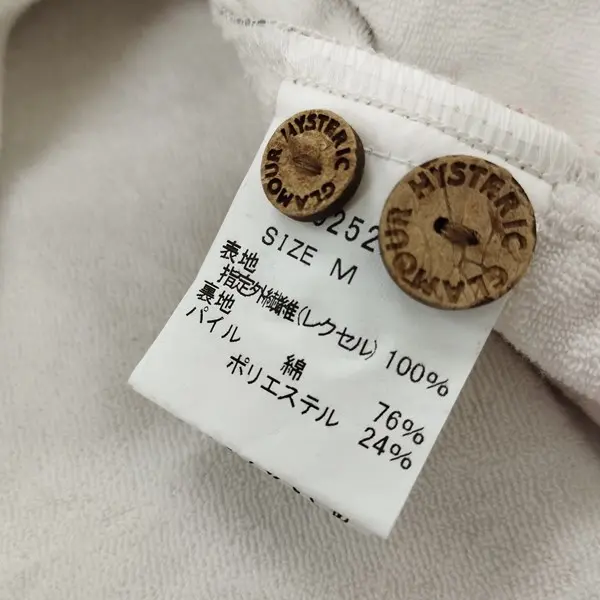 HYSTERIC GLAMOUR
HYSTERIC GLAMOUR
0252
SIZE M
表地
指定外繊維(レクセル) 100%
裏地
パイル 綿 76%
ポリエステル 24%